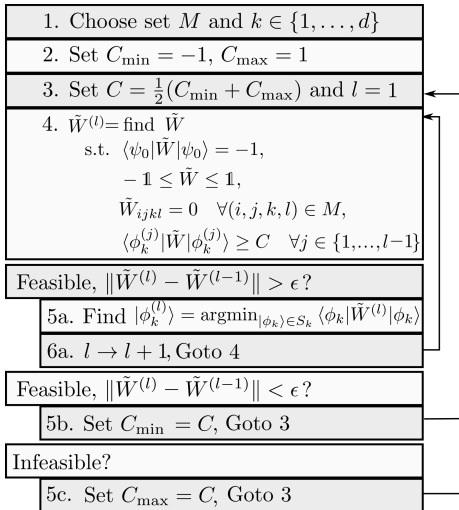 1. Choose set M and k ∈ {1, . . . , d}
2. Set C_min = −1, C_max = 1
3. Set C = ½(C_min + C_max) and l = 1
4. W̃^(l) = find W̃
s.t. ⟨ψ₀|W̃|ψ₀⟩ = −1,
− 𝟙 ≤ W̃ ≤ 𝟙,
W̃_ijkl = 0 ∀(i, j, k, l) ∈ M,
⟨φ_k^(j)|W̃|φ_k^(j)⟩ ≥ C ∀j ∈ {1,...,l−1}
Feasible, ‖W̃^(l) − W̃^(l−1)‖ > ϵ?
5a. Find |φ_k^(l)⟩ = argmin_{|φ_k⟩∈S_k} ⟨φ_k|W̃^(l)|φ_k⟩
6a. l → l + 1, Goto 4
Feasible, ‖W̃^(l) − W̃^(l−1)‖ < ϵ?
5b. Set C_min = C, Goto 3
Infeasible?
5c. Set C_max = C, Goto 3